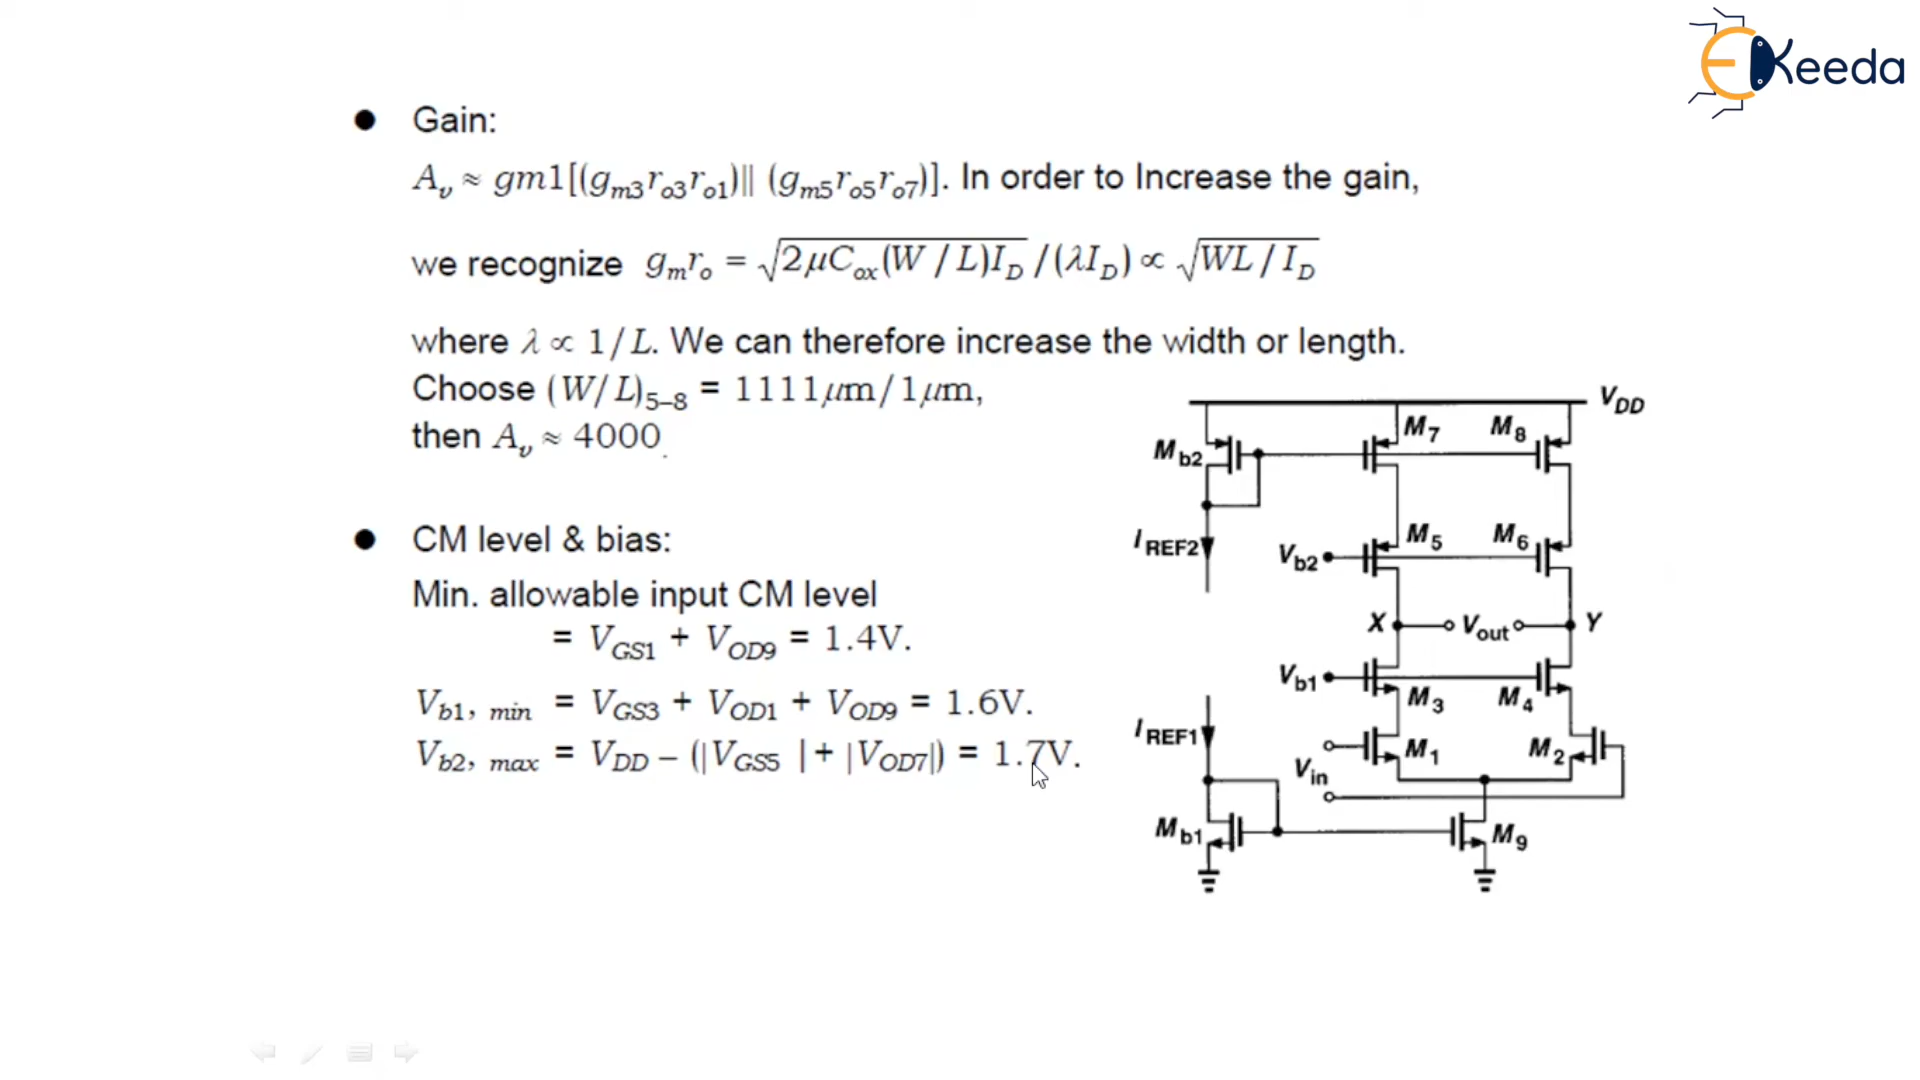 EKeeda
● Gain:
A_v ≈ gm1[(g_m3 r_o3 r_o1)|| (g_m5 r_o5 r_o7)]. In order to Increase the gain,
we recognize g_m r_o = √(2μC_ox(W/L)I_D) /(λI_D) ∝ √(WL/I_D)
where λ ∝ 1/L. We can therefore increase the width or length.
Choose (W/L)_5–8 = 1111μm/1μm,
then A_v ≈ 4000.
● CM level & bias:
Min. allowable input CM level
= V_GS1 + V_OD9 = 1.4V.
V_b1, min = V_GS3 + V_OD1 + V_OD9 = 1.6V.
V_b2, max = V_DD – (|V_GS5 |+ |V_OD7|) = 1.7V.
V_DD
M_b2
M_7
M_8
I_REF2
V_b2
M_5
M_6
X
V_out
Y
V_b1
M_3
M_4
I_REF1
V_in
M_1
M_2
M_b1
M_9